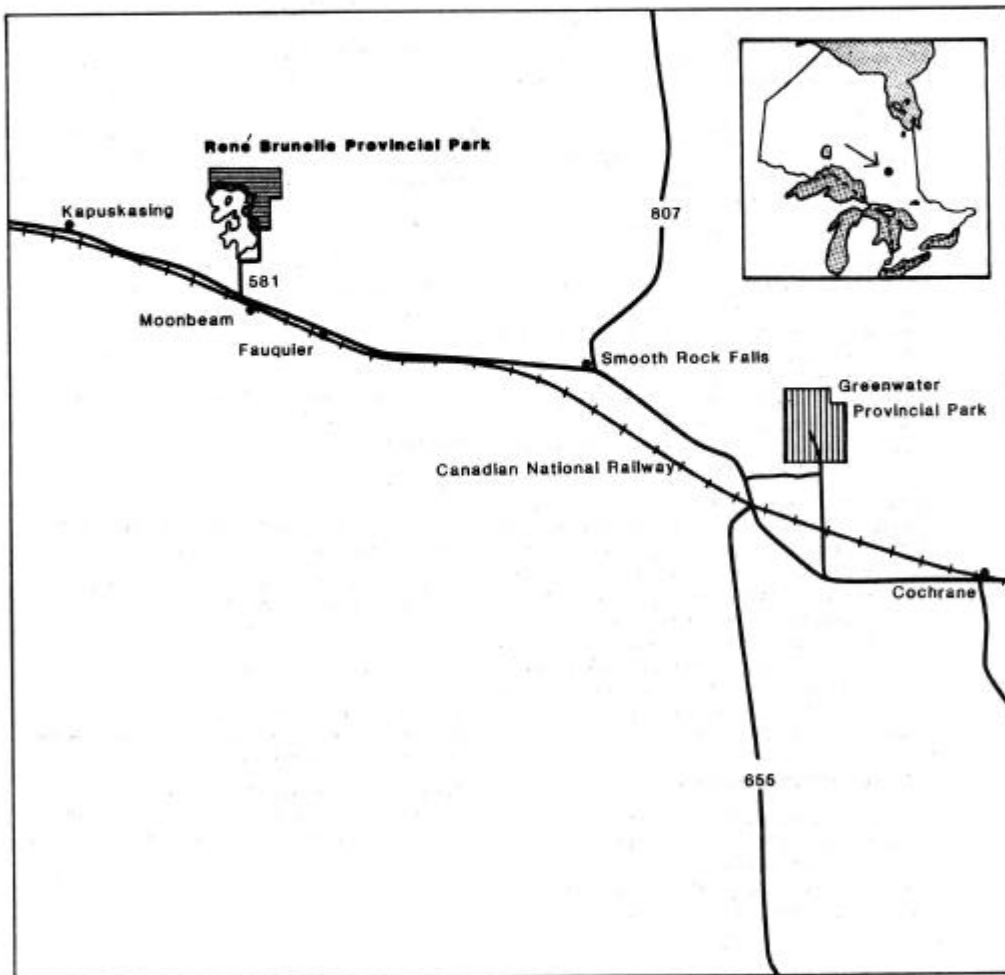 René Brunelle Provincial Park
Kapuskasing
807
581
Moonbeam
Fauquier
Smooth Rock Falls
Greenwater
Provincial Park
Canadian National Railway
Cochrane
655